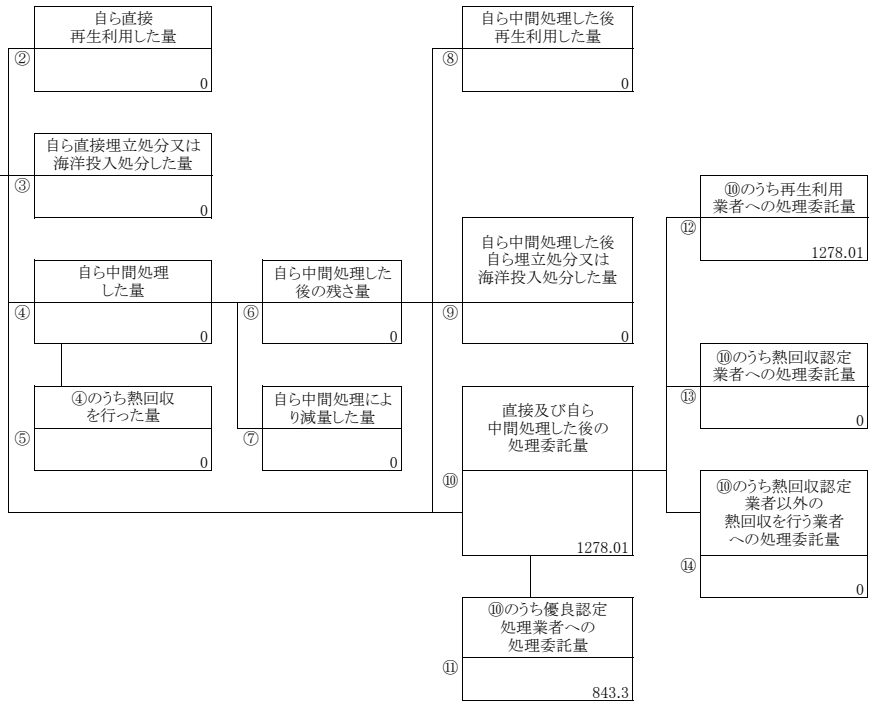 自ら直接
再生利用した量
②
0
自ら直接埋立処分又は
海洋投入処分した量
③
0
自ら中間処理
した量
④
0
④のうち熱回収
を行った量
⑤
0
自ら中間処理した
後の残さ量
⑥
0
自ら中間処理によ
り減量した量
⑦
0
自ら中間処理した後
再生利用した量
⑧
0
自ら中間処理した後
自ら埋立処分又は
海洋投入処分した量
⑨
0
直接及び自ら
中間処理した後の
処理委託量
⑩
1278.01
⑩のうち優良認定
処理業者への
処理委託量
⑪
843.3
⑩のうち再生利用
業者への処理委託量
⑫
1278.01
⑩のうち熱回収認定
業者への処理委託量
⑬
0
⑩のうち熱回収認定
業者以外の
熱回収を行う業者
への処理委託量
⑭
0